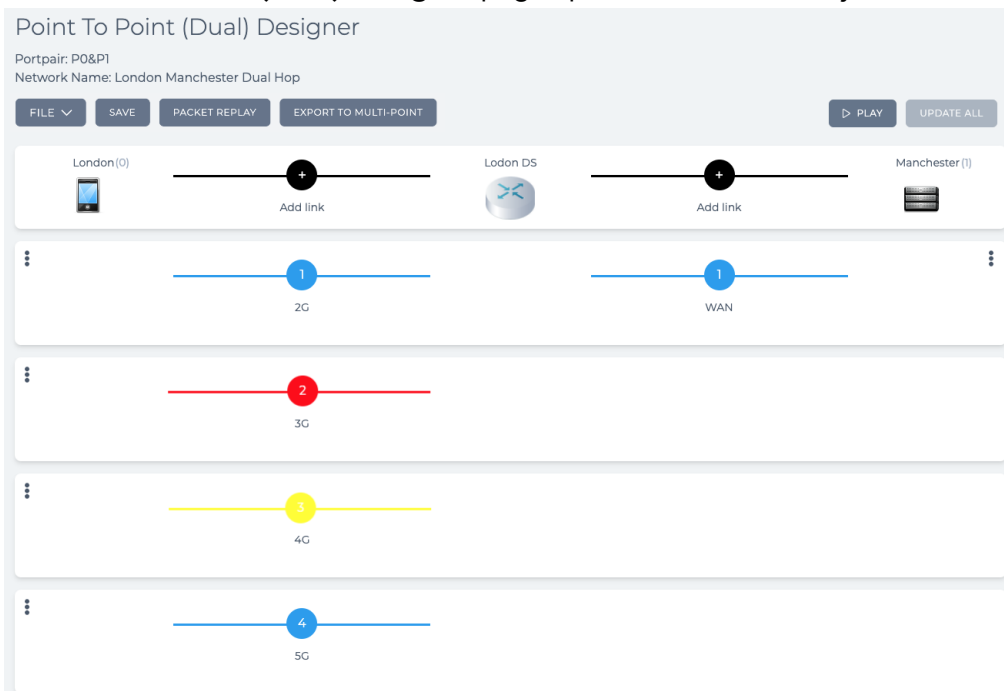 Point To Point (Dual) Designer
Portpair: P0&P1
Network Name: London Manchester Dual Hop
FILE SAVE PACKET REPLAY EXPORT TO MULTI-POINT PLAY UPDATE ALL
London(0) Lodon DS Manchester(1)
+ +
Add link Add link
1 1
2G WAN
2
3G
3
4G
4
5G